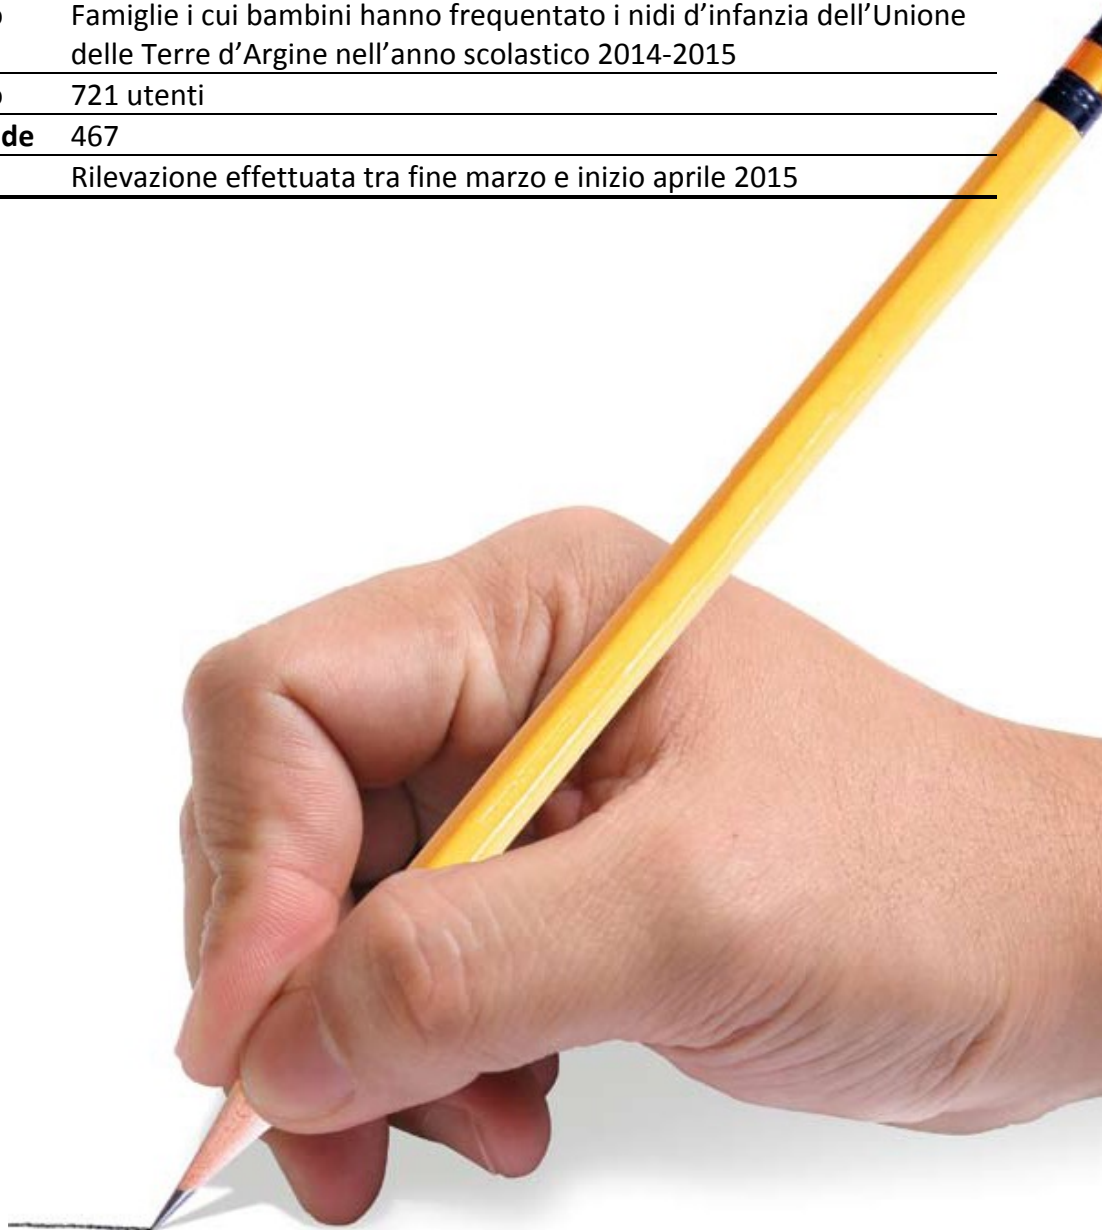 o Famiglie i cui bambini hanno frequentato i nidi d’infanzia dell’Unione
delle Terre d’Argine nell’anno scolastico 2014-2015
o 721 utenti
de 467
Rilevazione effettuata tra fine marzo e inizio aprile 2015